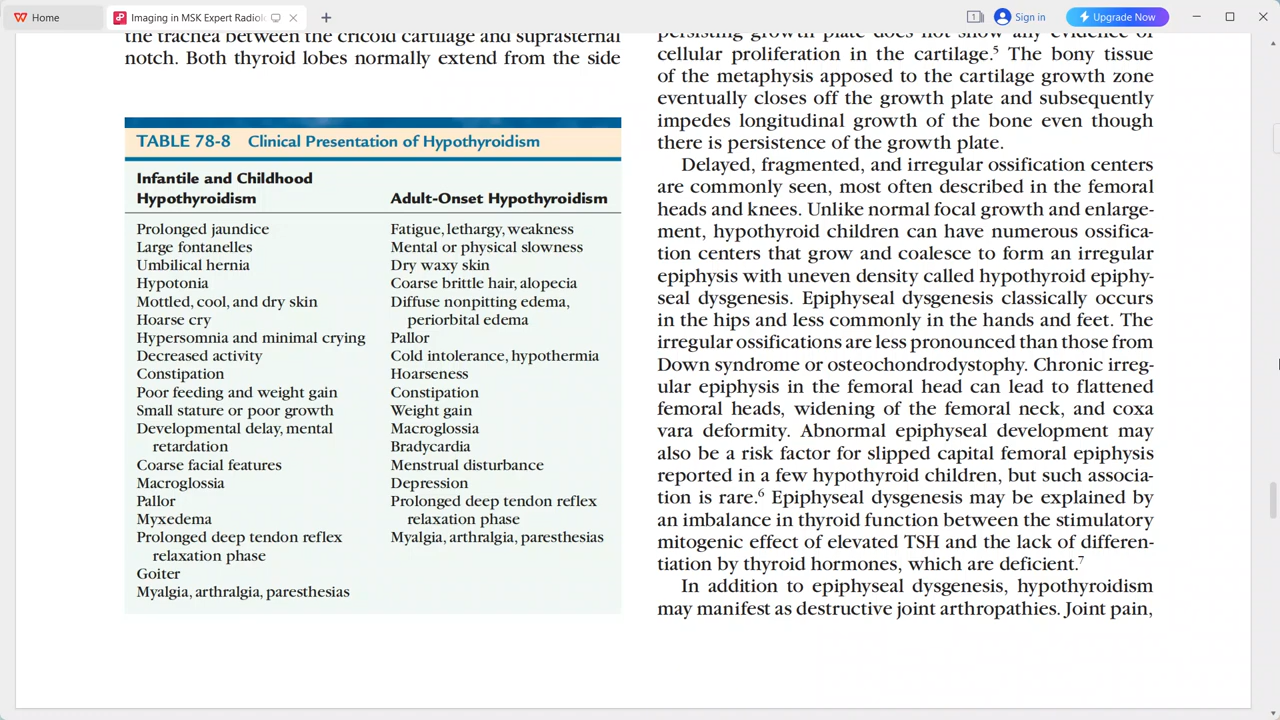 Home
Imaging in MSK Expert Radiol
Sign in
Upgrade Now
the trachea between the cricoid cartilage and suprasternal
notch. Both thyroid lobes normally extend from the side
TABLE 78-8 Clinical Presentation of Hypothyroidism
Infantile and Childhood
Hypothyroidism Adult-Onset Hypothyroidism
Prolonged jaundice Fatigue, lethargy, weakness
Large fontanelles Mental or physical slowness
Umbilical hernia Dry waxy skin
Hypotonia Coarse brittle hair, alopecia
Mottled, cool, and dry skin Diffuse nonpitting edema,
Hoarse cry periorbital edema
Hypersomnia and minimal crying Pallor
Decreased activity Cold intolerance, hypothermia
Constipation Hoarseness
Poor feeding and weight gain Constipation
Small stature or poor growth Weight gain
Developmental delay, mental Macroglossia
retardation Bradycardia
Coarse facial features Menstrual disturbance
Macroglossia Depression
Pallor Prolonged deep tendon reflex
Myxedema relaxation phase
Prolonged deep tendon reflex Myalgia, arthralgia, paresthesias
relaxation phase
Goiter
Myalgia, arthralgia, paresthesias
persisting growth plate does not show any evidence of
cellular proliferation in the cartilage.5 The bony tissue
of the metaphysis apposed to the cartilage growth zone
eventually closes off the growth plate and subsequently
impedes longitudinal growth of the bone even though
there is persistence of the growth plate.
Delayed, fragmented, and irregular ossification centers
are commonly seen, most often described in the femoral
heads and knees. Unlike normal focal growth and enlarge-
ment, hypothyroid children can have numerous ossifica-
tion centers that grow and coalesce to form an irregular
epiphysis with uneven density called hypothyroid epiphy-
seal dysgenesis. Epiphyseal dysgenesis classically occurs
in the hips and less commonly in the hands and feet. The
irregular ossifications are less pronounced than those from
Down syndrome or osteochondrodystophy. Chronic irreg-
ular epiphysis in the femoral head can lead to flattened
femoral heads, widening of the femoral neck, and coxa
vara deformity. Abnormal epiphyseal development may
also be a risk factor for slipped capital femoral epiphysis
reported in a few hypothyroid children, but such associa-
tion is rare.6 Epiphyseal dysgenesis may be explained by
an imbalance in thyroid function between the stimulatory
mitogenic effect of elevated TSH and the lack of differen-
tiation by thyroid hormones, which are deficient.7
In addition to epiphyseal dysgenesis, hypothyroidism
may manifest as destructive joint arthropathies. Joint pain,